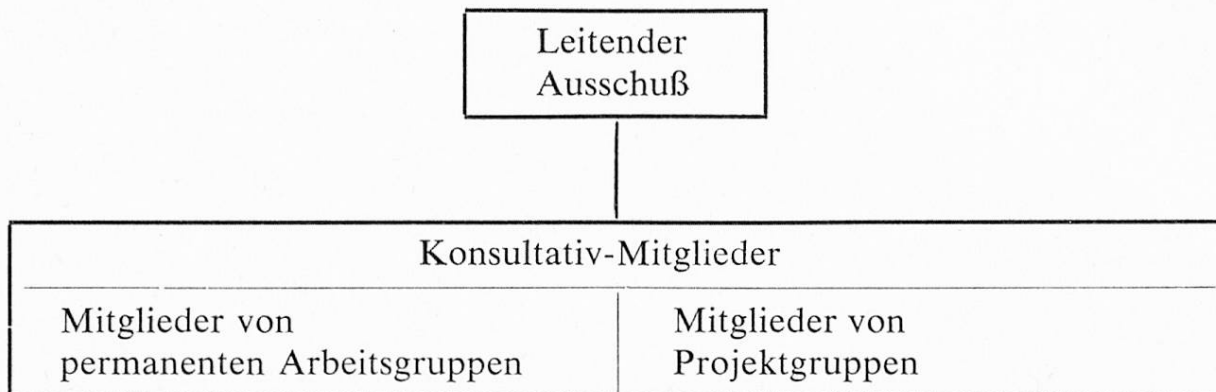 Leitender
Ausschuß
Konsultativ-Mitglieder
Mitglieder von
permanenten Arbeitsgruppen
Mitglieder von
Projektgruppen